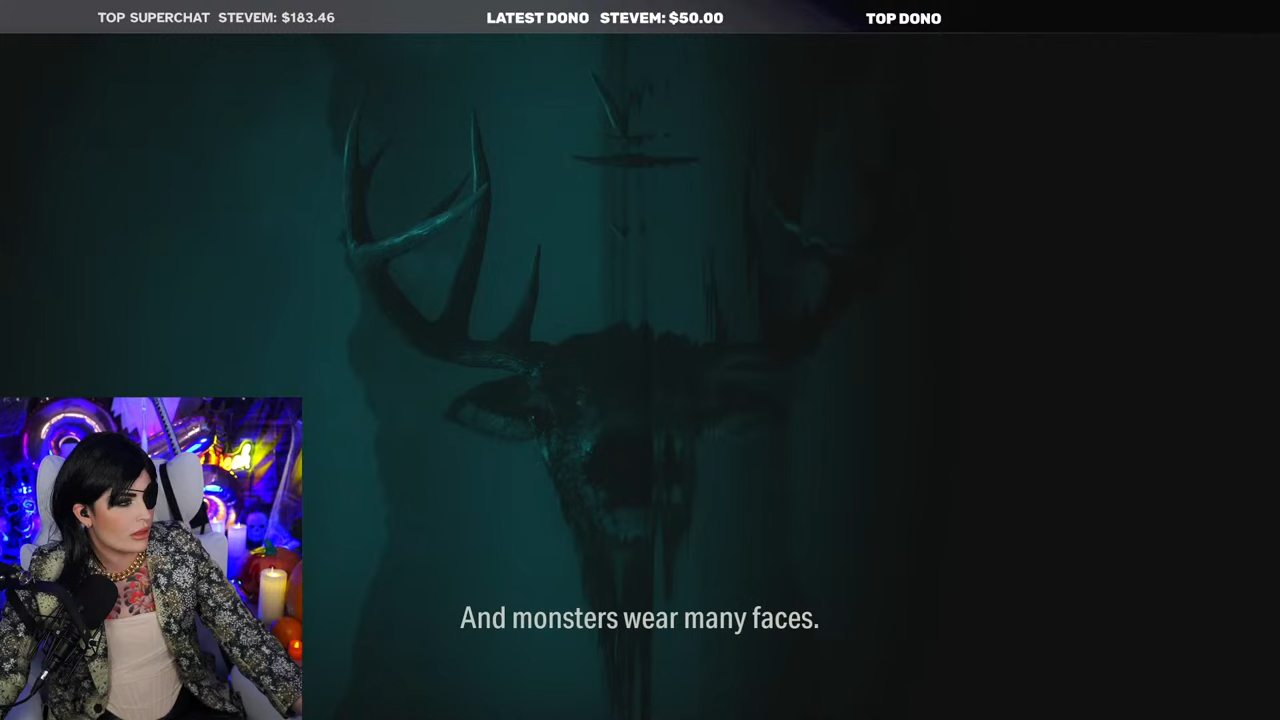 TOP SUPERCHAT STEVEM: $183.46
LATEST DONO STEVEM: $50.00
TOP DONO
And monsters wear many faces.